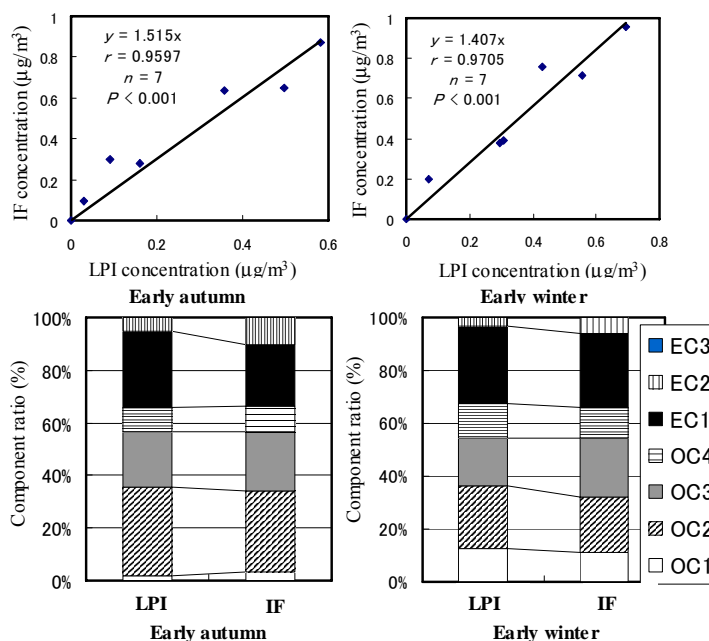 1
0.8
0.6
0.4
0.2
0
IF concentration (μg/m³)
y = 1.515x
r = 0.9597
n = 7
P < 0.001
0
0.2
0.4
0.6
LPI concentration (μg/m³)
Early autumn
1
0.8
0.6
0.4
0.2
0
IF concentration (μg/m³)
y = 1.407x
r = 0.9705
n = 7
P < 0.001
0
0.2
0.4
0.6
0.8
LPI concentration (μg/m³)
Early winter
100%
80%
60%
40%
20%
0%
Component ratio (%)
LPI
IF
Early autumn
100%
80%
60%
40%
20%
0%
Component ratio (%)
LPI
IF
Early winter
EC3
EC2
EC1
OC4
OC3
OC2
OC1